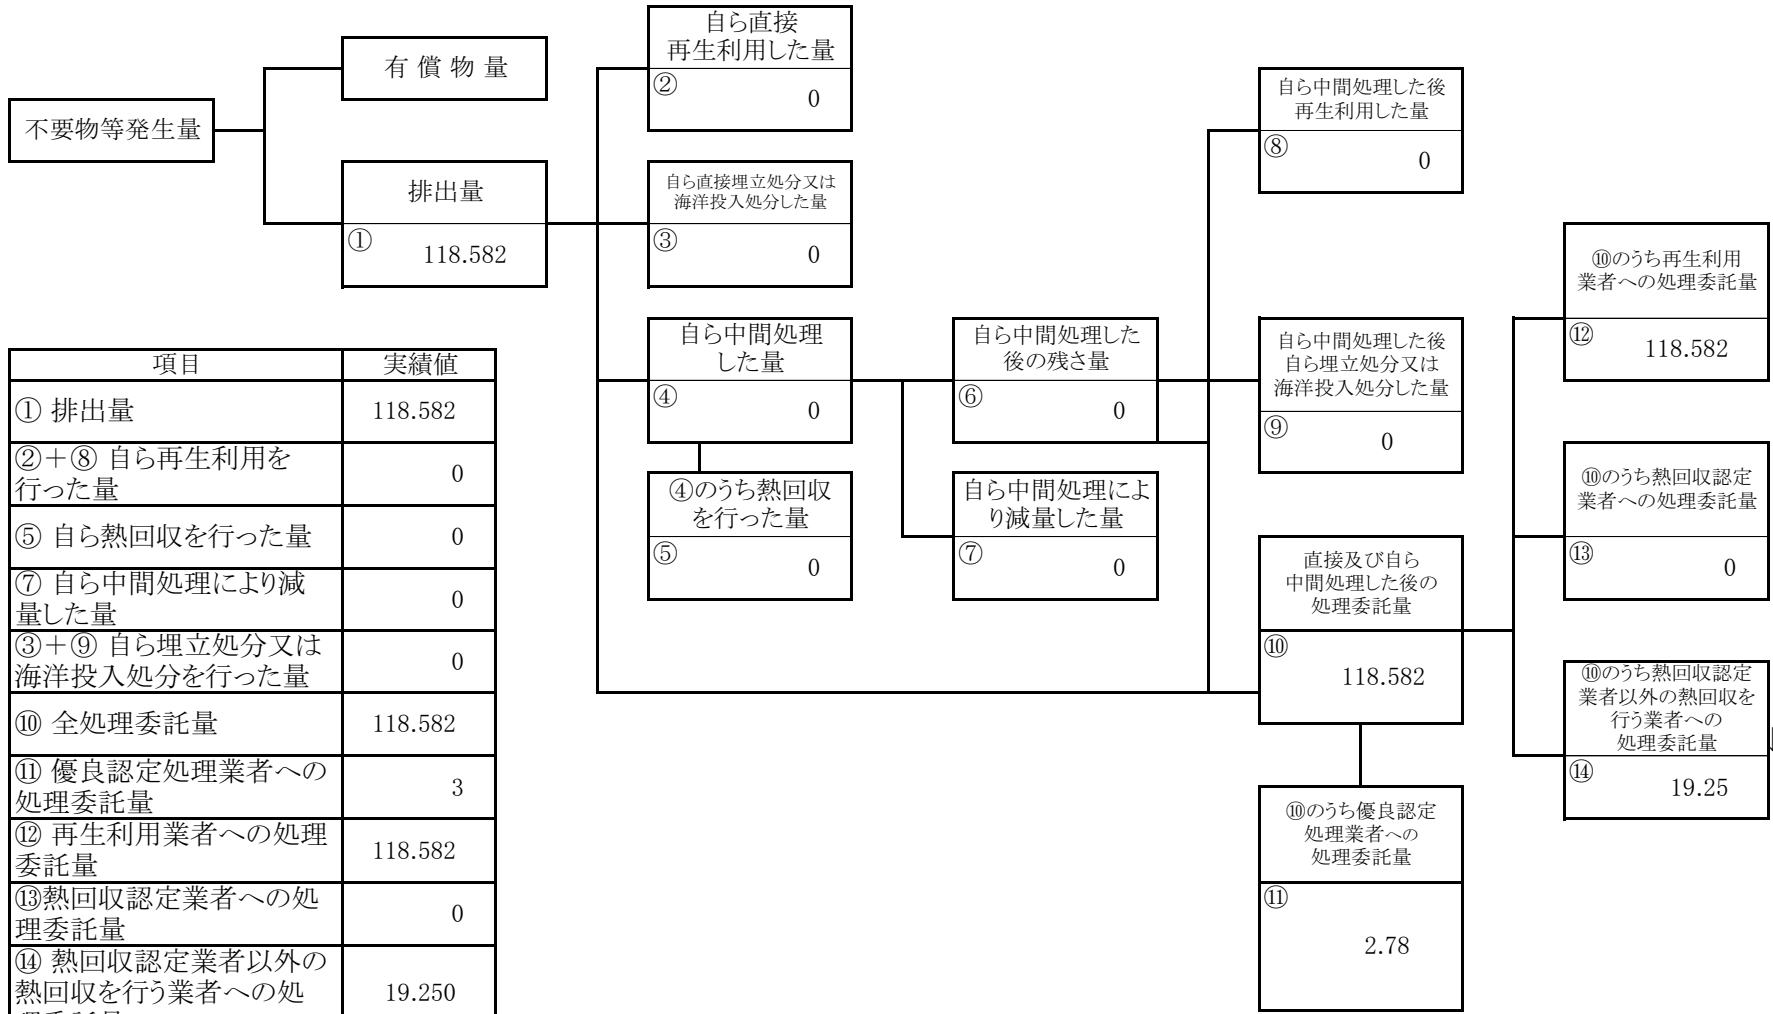 自ら直接
再生利用した量
②
0
有 償 物 量
不要物等発生量
排出量
①
118.582
自ら直接埋立処分又は
海洋投入処分した量
③
0
自ら中間処理した後
再生利用した量
⑧
0
⑩のうち再生利用
業者への処理委託量
⑫
118.582
自ら中間処理
した量
④
0
自ら中間処理した
後の残さ量
⑥
0
自ら中間処理した後
自ら埋立処分又は
海洋投入処分した量
⑨
0
④のうち熱回収
を行った量
⑤
0
自ら中間処理によ
り減量した量
⑦
0
⑩のうち熱回収認定
業者への処理委託量
⑬
0
直接及び自ら
中間処理した後の
処理委託量
⑩
118.582
⑩のうち熱回収認定
業者以外の熱回収を
行う業者への
処理委託量
⑭
19.25
⑩のうち優良認定
処理業者への
処理委託量
⑪
2.78
項目 実績値
① 排出量 118.582
②＋⑧ 自ら再生利用を
行った量 0
⑤ 自ら熱回収を行った量 0
⑦ 自ら中間処理により減
量した量 0
③＋⑨ 自ら埋立処分又は
海洋投入処分を行った量 0
⑩ 全処理委託量 118.582
⑪ 優良認定処理業者への
処理委託量 3
⑫ 再生利用業者への処理
委託量 118.582
⑬熱回収認定業者への処
理委託量 0
⑭ 熱回収認定業者以外の
熱回収を行う業者への処 19.250